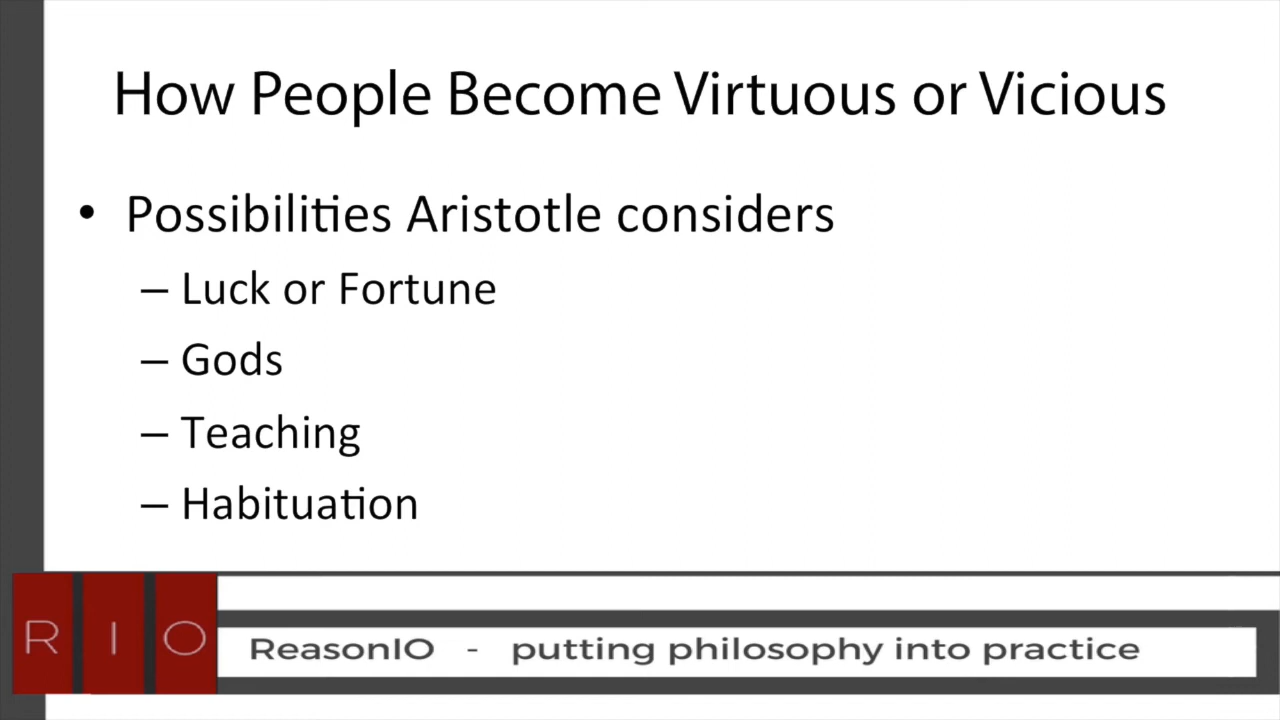 How People Become Virtuous or Vicious
• Possibilities Aristotle considers
– Luck or Fortune
– Gods
– Teaching
– Habituation
R I O
ReasonIO - putting philosophy into practice